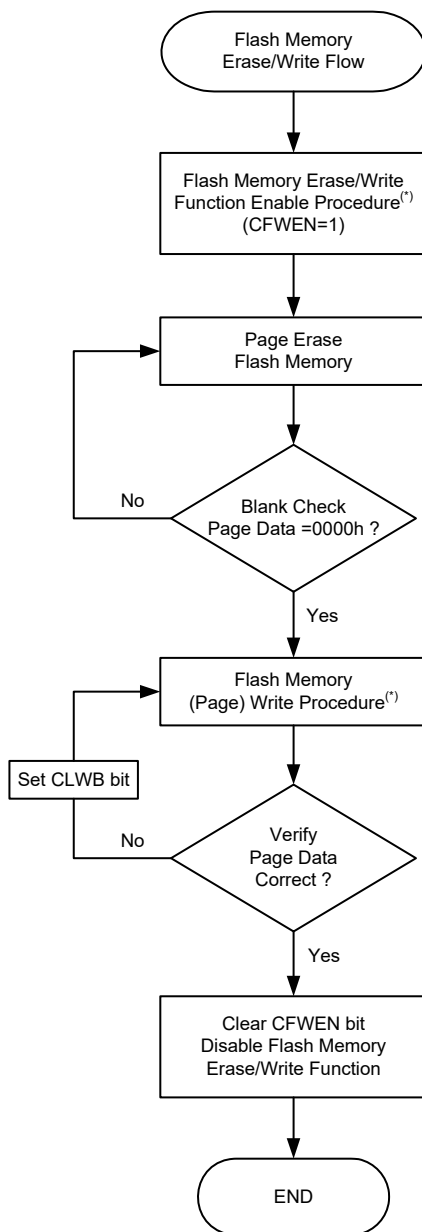 Flash Memory
Erase/Write Flow
Flash Memory Erase/Write
Function Enable Procedure(*)
(CFWEN=1)
Page Erase
Flash Memory
No
Blank Check
Page Data =0000h ?
Yes
Flash Memory
(Page) Write Procedure(*)
Set CLWB bit
No
Verify
Page Data
Correct ?
Yes
Clear CFWEN bit
Disable Flash Memory
Erase/Write Function
END